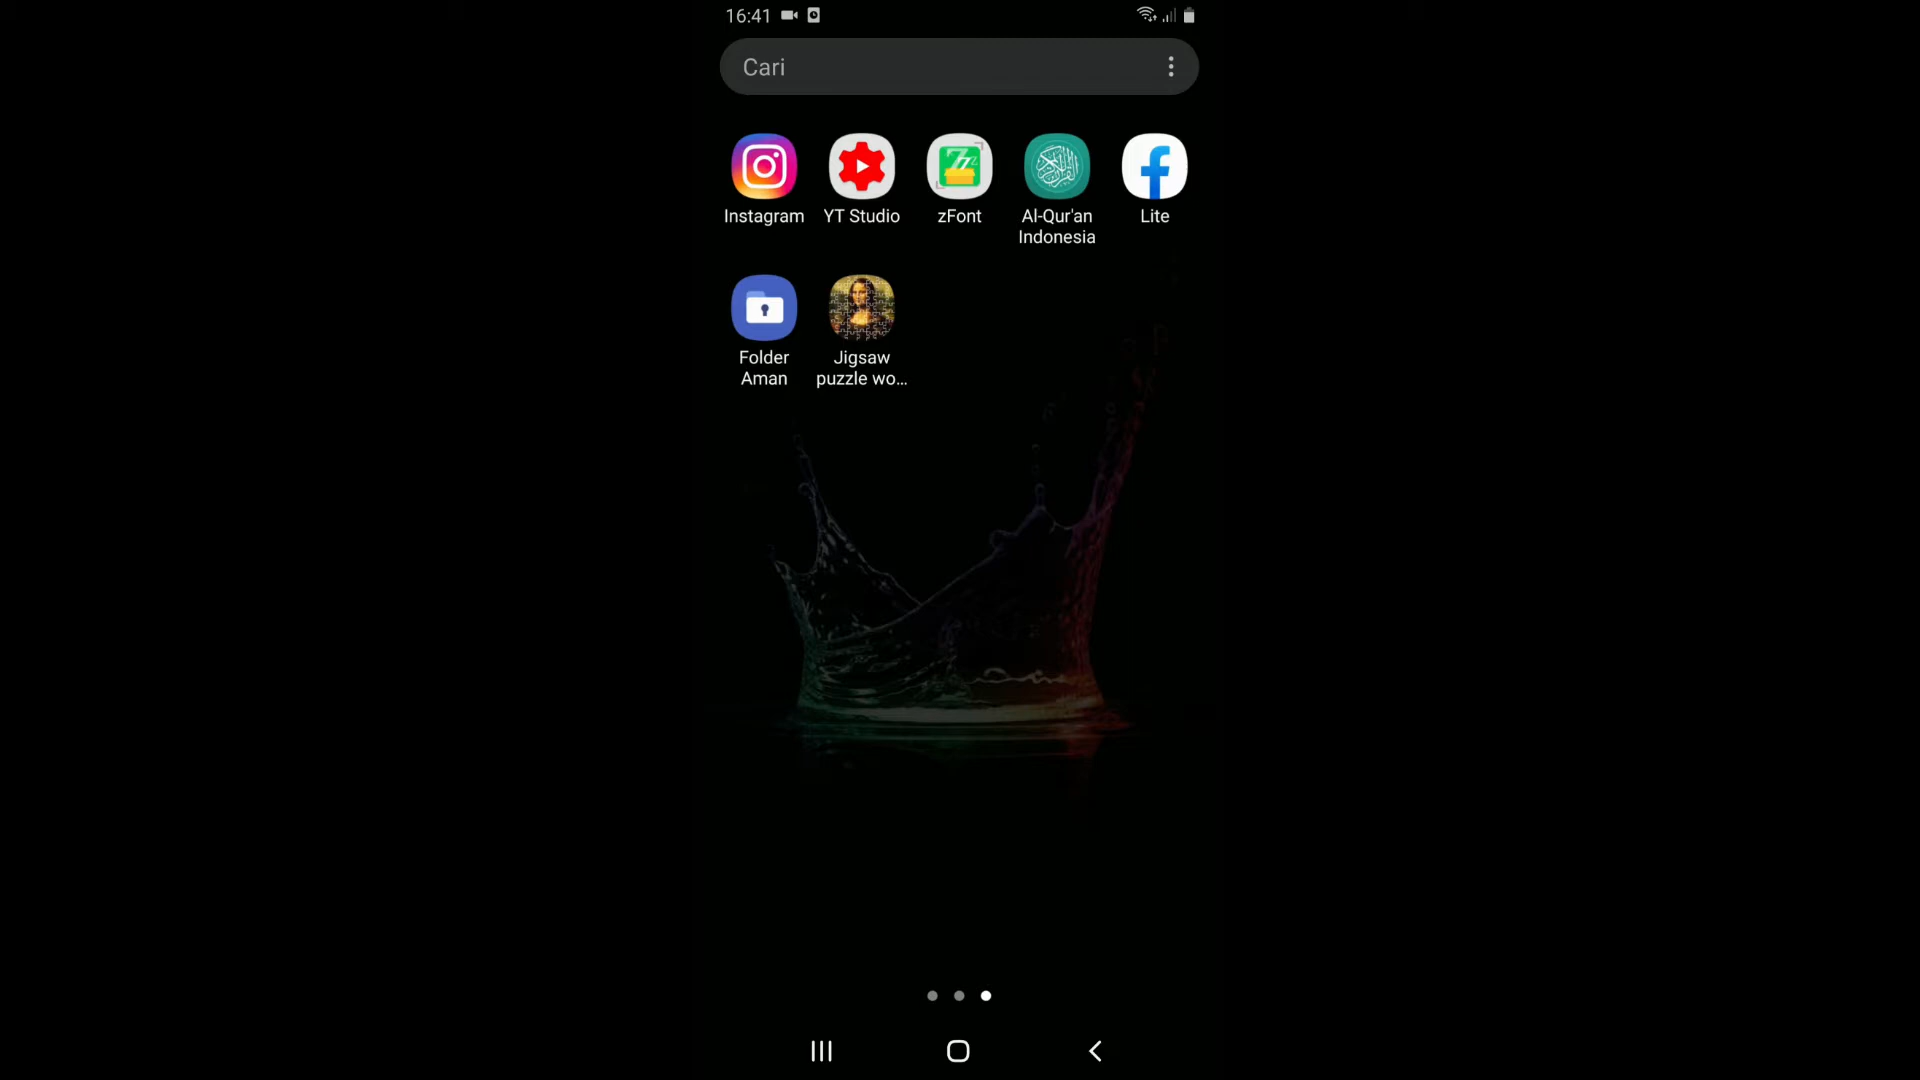 16:41
Cari
Instagram
YT Studio
zFont
Al-Qur'an
Indonesia
Lite
Folder
Aman
Jigsaw
puzzle wo...